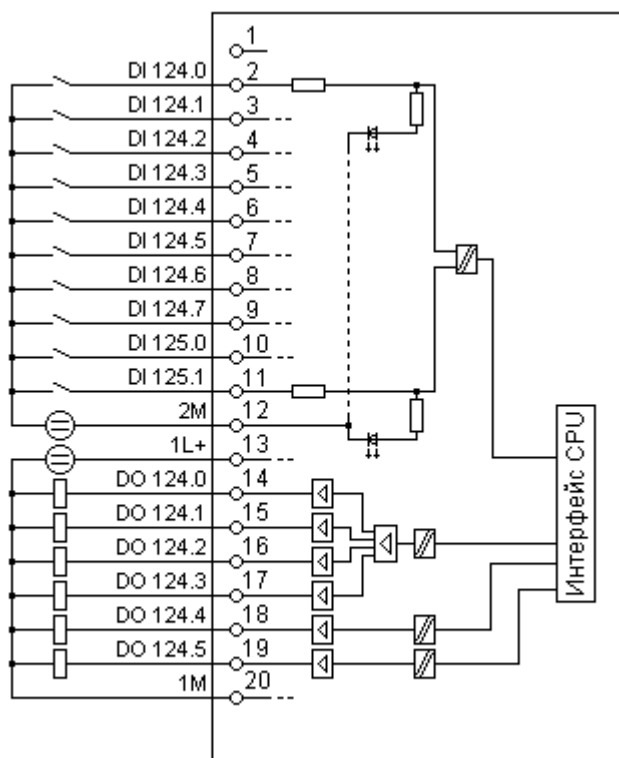 1
DI 124.0 2
DI 124.1 3
DI 124.2 4
DI 124.3 5
DI 124.4 6
DI 124.5 7
DI 124.6 8
DI 124.7 9
DI 125.0 10
DI 125.1 11
2M 12
1L+ 13
DO 124.0 14
DO 124.1 15
DO 124.2 16
DO 124.3 17
DO 124.4 18
DO 124.5 19
1M 20
Интерфейс CPU